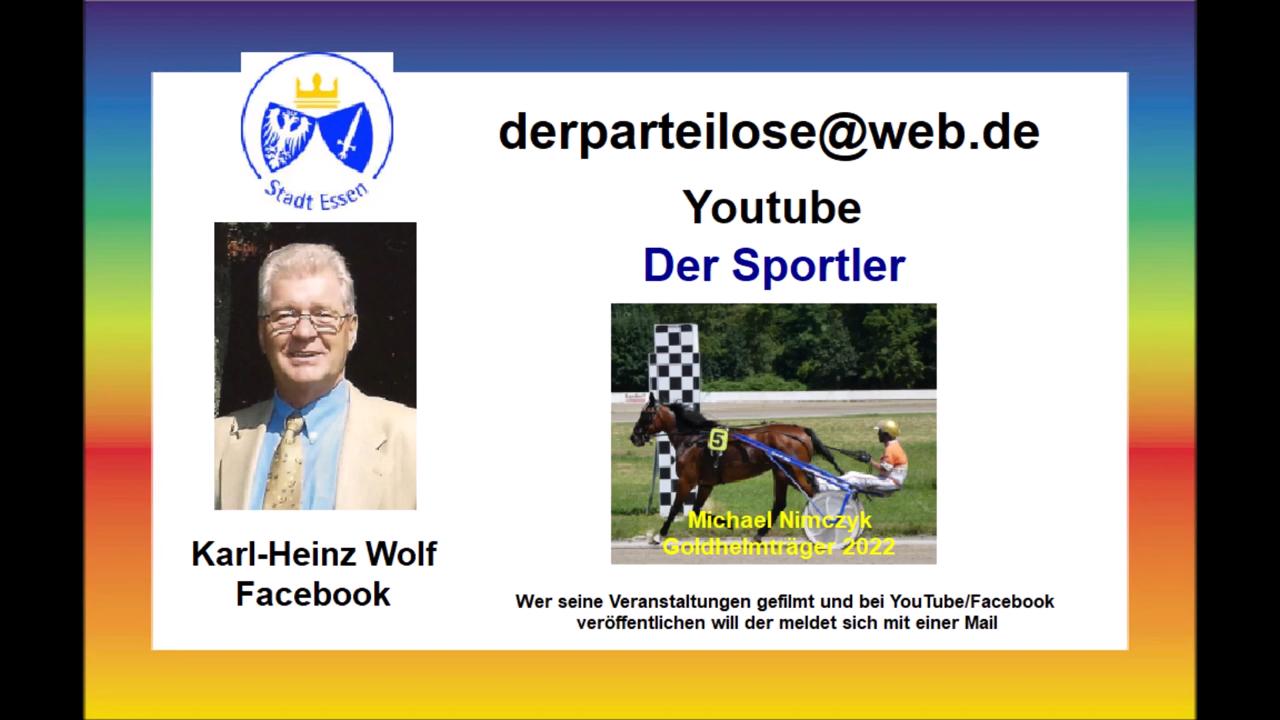 Stadt Essen
derparteilose@web.de
Youtube
Der Sportler
5
Michael Nimczyk
Goldhelmträger 2022
Karl-Heinz Wolf
Facebook
Wer seine Veranstaltungen gefilmt und bei YouTube/Facebook
veröffentlichen will der meldet sich mit einer Mail